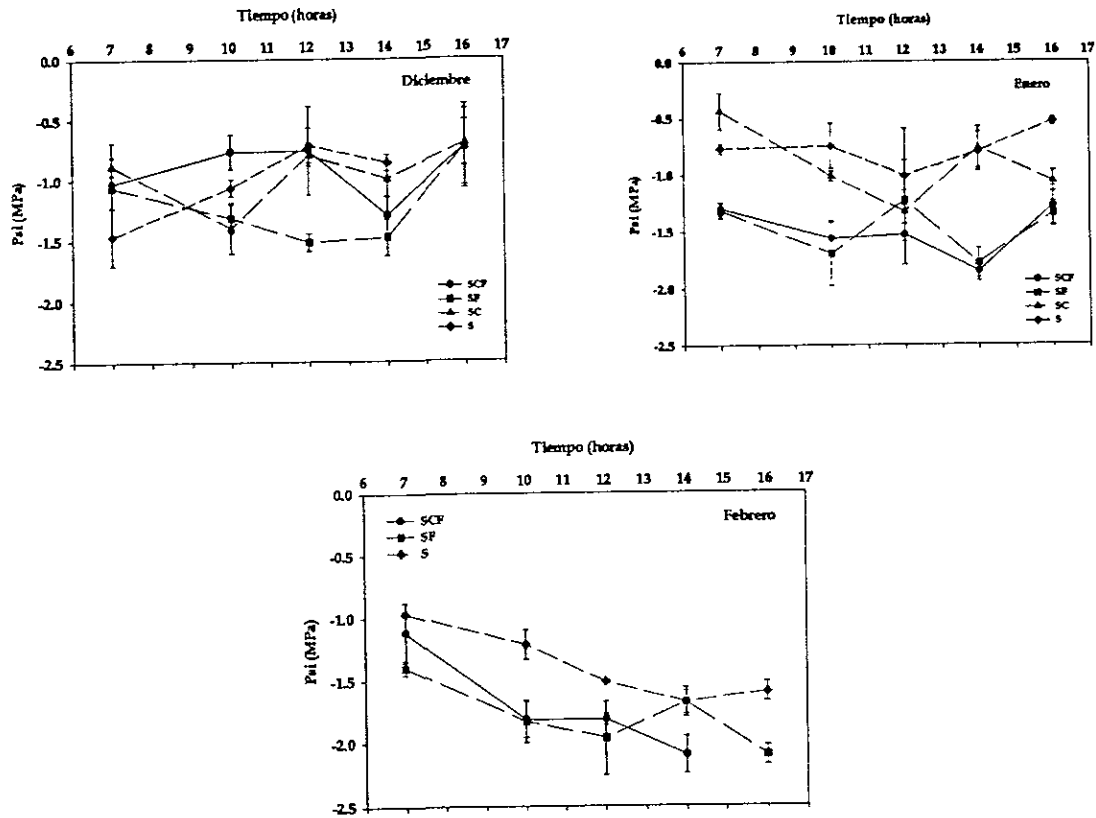 Tiempo (horas)
6 7 8 9 10 11 12 13 14 15 16 17
0.0
Diciembre
-0.5
-1.0
-1.5
-2.0
-2.5
Psi (MPa)
SCF
SF
SC
S
Tiempo (horas)
6 7 8 9 10 11 12 13 14 15 16 17
0.0
Enero
-0.5
-1.0
-1.5
-2.0
-2.5
Psi (MPa)
SCF
SF
SC
S
Tiempo (horas)
6 7 8 9 10 11 12 13 14 15 16 17
0.0
Febrero
SCF
SF
S
-0.5
-1.0
-1.5
-2.0
-2.5
Psi (MPa)